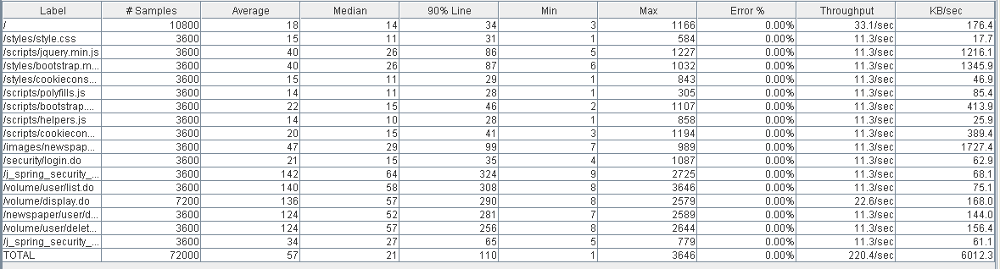 Label # Samples Average Median 90% Line Min Max Error % Throughput KB/sec
/ 10800 18 14 34 3 1166 0.00% 33.1/sec 176.4
/styles/style.css 3600 15 11 31 1 584 0.00% 11.3/sec 17.7
/scripts/jquery.min.js 3600 40 26 86 5 1227 0.00% 11.3/sec 1216.1
/styles/bootstrap.m... 3600 40 26 87 6 1032 0.00% 11.3/sec 1345.9
/styles/cookiecons... 3600 15 11 29 1 843 0.00% 11.3/sec 46.9
/scripts/polyfills.js 3600 14 11 28 1 305 0.00% 11.3/sec 85.4
/scripts/bootstrap.... 3600 22 15 46 2 1107 0.00% 11.3/sec 413.9
/scripts/helpers.js 3600 14 10 28 1 858 0.00% 11.3/sec 25.9
/scripts/cookiecon... 3600 20 15 41 3 1194 0.00% 11.3/sec 389.4
/images/newspap... 3600 47 29 99 7 989 0.00% 11.3/sec 1727.4
/security/login.do 3600 21 15 35 4 1087 0.00% 11.3/sec 62.9
/j_spring_security_... 3600 142 64 324 9 2725 0.00% 11.3/sec 68.1
/volume/user/list.do 3600 140 58 308 8 3646 0.00% 11.3/sec 75.1
/volume/display.do 7200 136 57 290 8 2579 0.00% 22.6/sec 168.0
/newspaper/user/d... 3600 124 52 281 7 2589 0.00% 11.3/sec 144.0
/volume/user/delet... 3600 124 57 256 8 2644 0.00% 11.3/sec 156.4
/j_spring_security_... 3600 34 27 65 5 779 0.00% 11.3/sec 61.1
TOTAL 72000 57 21 110 1 3646 0.00% 220.4/sec 6012.3